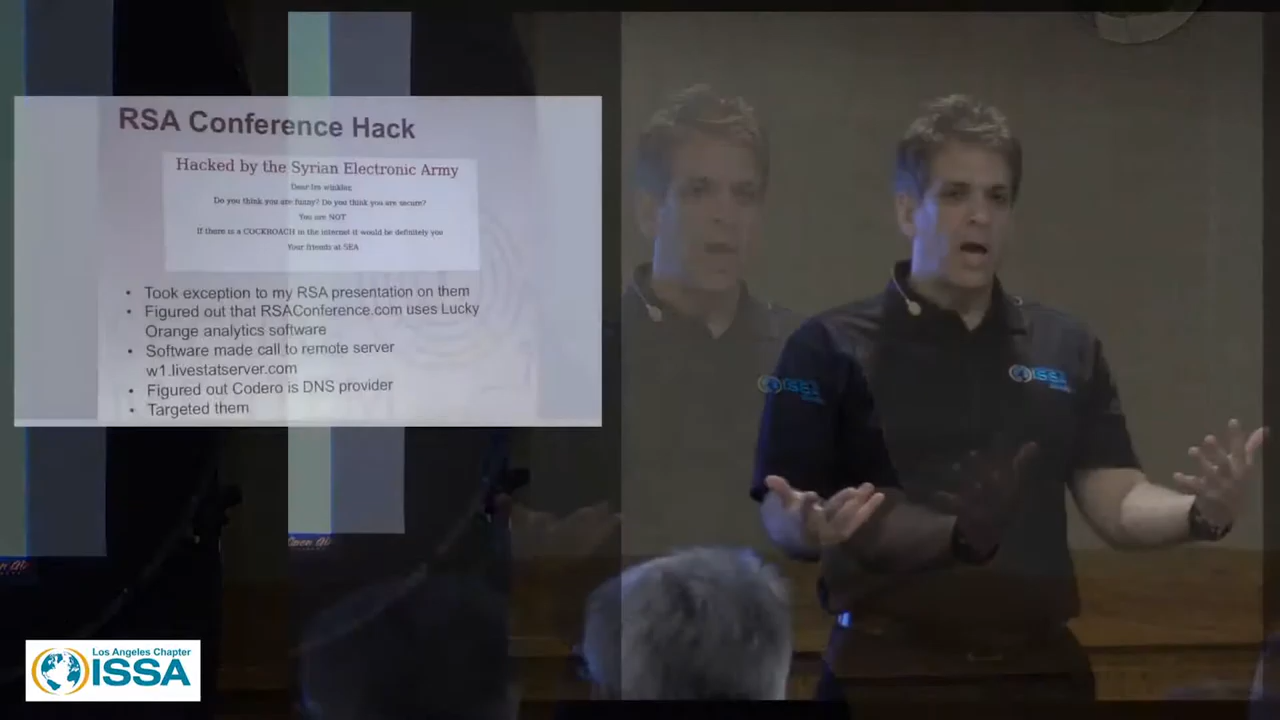 RSA Conference Hack
Hacked by the Syrian Electronic Army
Dear Ira winkler,
Do you think you are funny? Do you think you are secure?
You are NOT
If there is a COCKROACH in the internet it would be definitely you
Your friends at SEA
• Took exception to my RSA presentation on them
• Figured out that RSAConference.com uses Lucky
Orange analytics software
• Software made call to remote server
w1.livestatserver.com
• Figured out Codero is DNS provider
• Targeted them
ISSA
ISSA
Los Angeles Chapter
ISSA